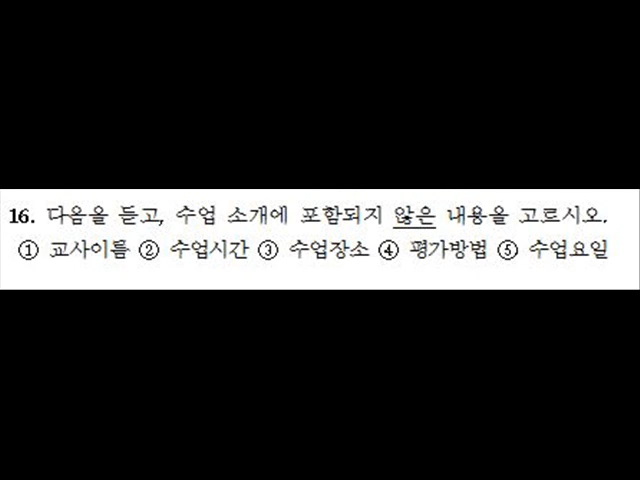 16. 다음을 듣고, 수업 소개에 포함되지 않은 내용을 고르시오.
① 교사이름 ② 수업시간 ③ 수업장소 ④ 평가방법 ⑤ 수업요일